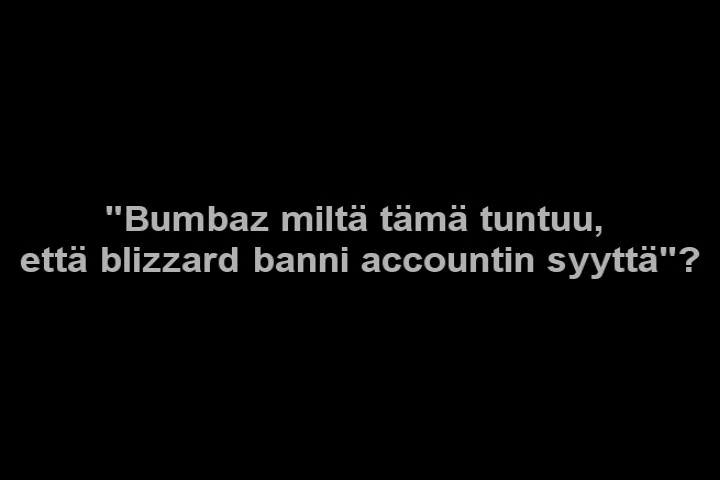 "Bumbaz miltä tämä tuntuu,
että blizzard banni accountin syyttä"?